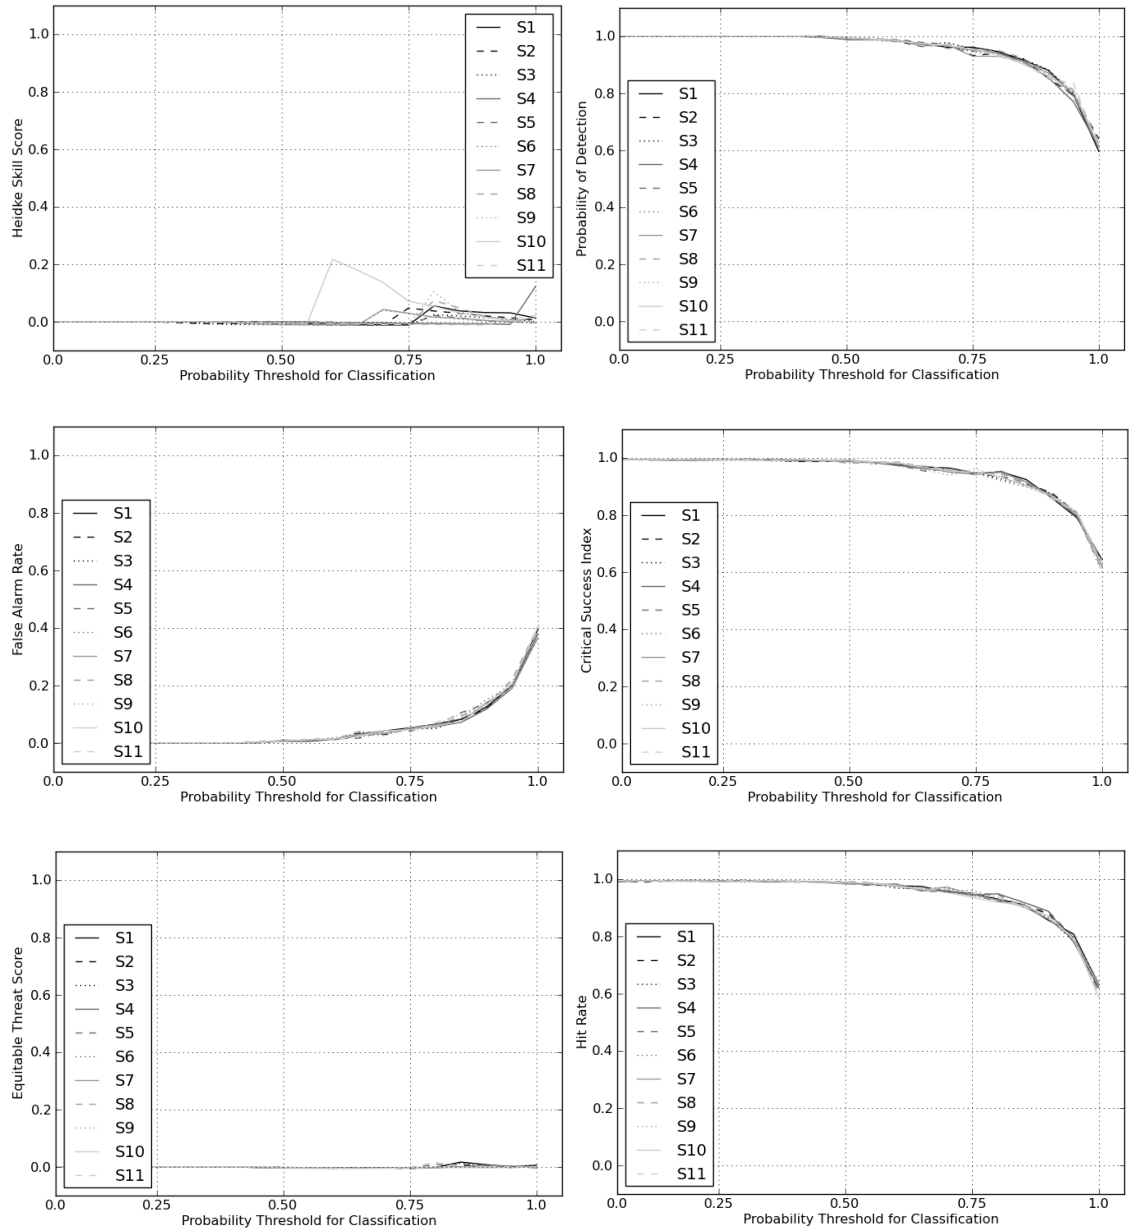 Heidke Skill Score
1.0
0.8
0.6
0.4
0.2
0.0
S1
S2
S3
S4
S5
S6
S7
S8
S9
S10
S11
0.0 0.25 0.50 0.75 1.0
Probability Threshold for Classification
Probability of Detection
1.0
0.8
0.6
0.4
0.2
0.0
S1
S2
S3
S4
S5
S6
S7
S8
S9
S10
S11
0.0 0.25 0.50 0.75 1.0
Probability Threshold for Classification
False Alarm Rate
1.0
0.8
0.6
0.4
0.2
0.0
S1
S2
S3
S4
S5
S6
S7
S8
S9
S10
S11
0.0 0.25 0.50 0.75 1.0
Probability Threshold for Classification
Critical Success Index
1.0
0.8
0.6
0.4
0.2
0.0
S1
S2
S3
S4
S5
S6
S7
S8
S9
S10
S11
0.0 0.25 0.50 0.75 1.0
Probability Threshold for Classification
Equitable Threat Score
1.0
0.8
0.6
0.4
0.2
0.0
S1
S2
S3
S4
S5
S6
S7
S8
S9
S10
S11
0.0 0.25 0.50 0.75 1.0
Probability Threshold for Classification
Hit Rate
1.0
0.8
0.6
0.4
0.2
0.0
S1
S2
S3
S4
S5
S6
S7
S8
S9
S10
S11
0.0 0.25 0.50 0.75 1.0
Probability Threshold for Classification